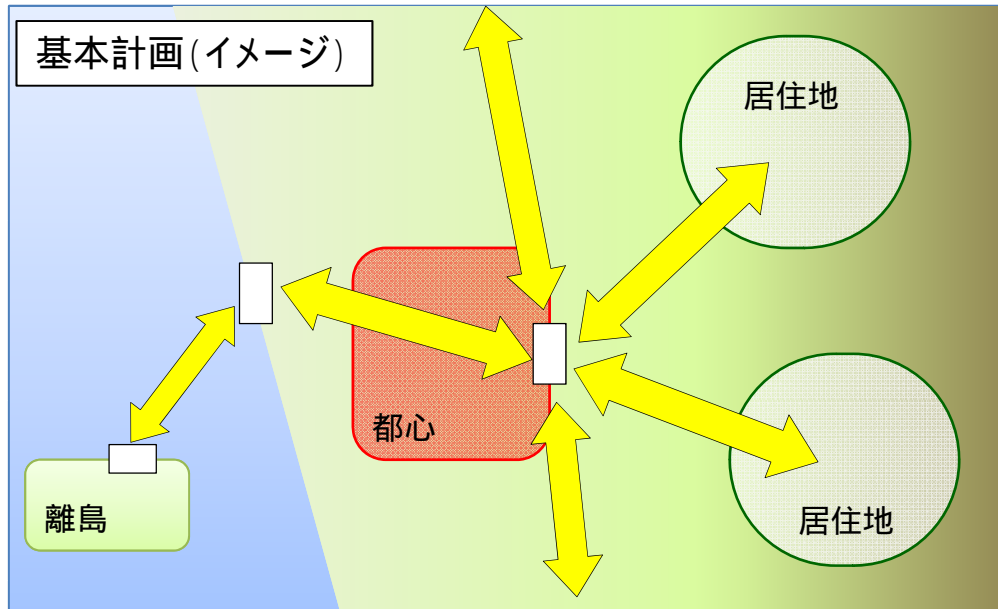 基本計画(イメージ)
居住地
都心
離島
居住地